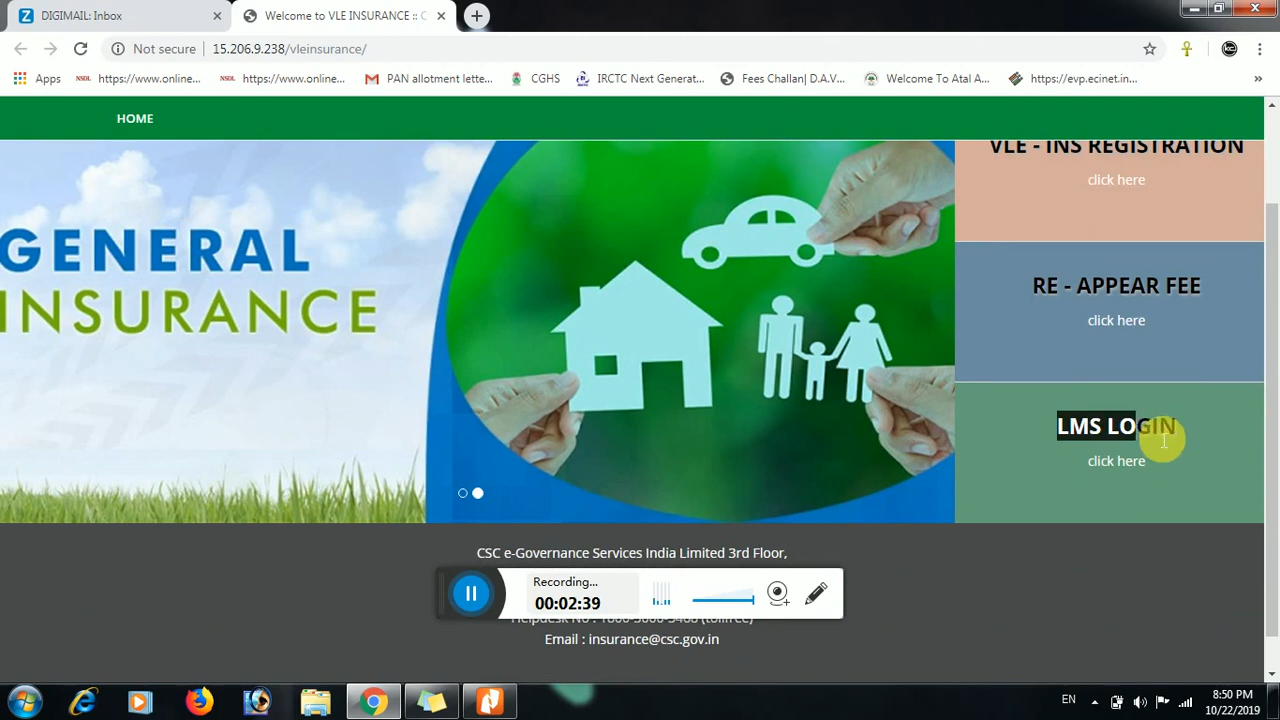 DIGIMAIL: Inbox
Welcome to VLE INSURANCE :: C
Not secure
15.206.9.238/vleinsurance/
Apps
https://www.online...
https://www.online...
PAN allotment lette...
CGHS
IRCTC Next Generat...
Fees Challan| D.A.V...
Welcome To Atal A...
https://evp.ecinet.in...
»
HOME
VLE - INS REGISTRATION
click here
GENERAL
INSURANCE
RE - APPEAR FEE
click here
LMS LOGIN
click here
CSC e-Governance Services India Limited 3rd Floor,
Recording...
00:02:39
Email : insurance@csc.gov.in
EN
8:50 PM
10/22/2019